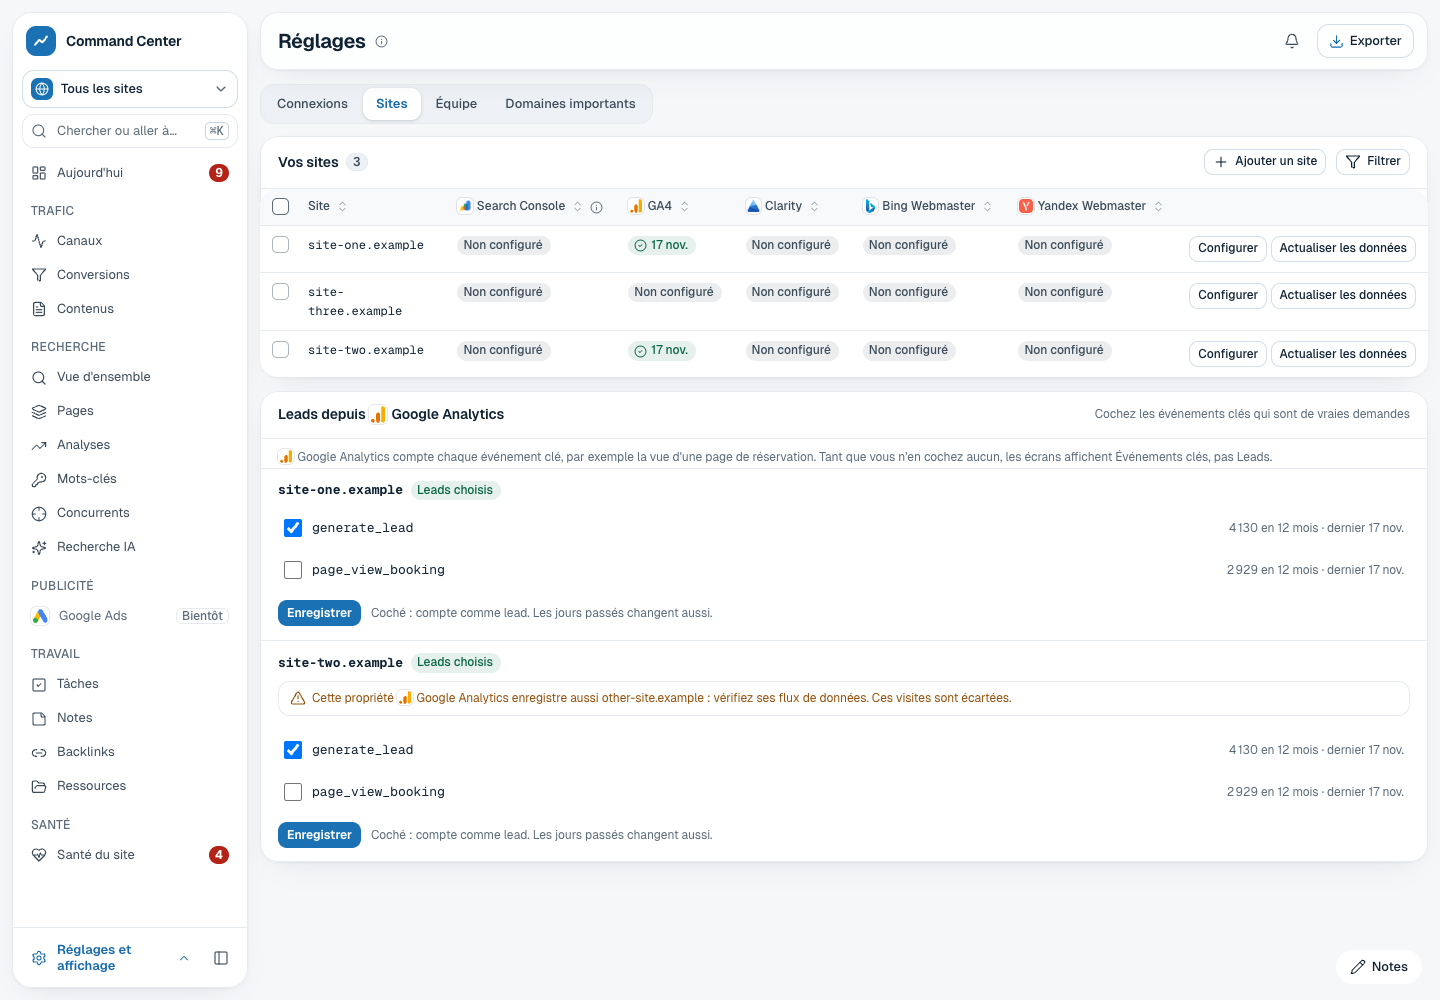 Command Center
Tous les sites
Chercher ou aller à...
⌘K
Aujourd'hui
9
TRAFIC
Canaux
Conversions
Contenus
RECHERCHE
Vue d'ensemble
Pages
Analyses
Mots-clés
Concurrents
Recherche IA
PUBLICITÉ
Google Ads
Bientôt
TRAVAIL
Tâches
Notes
Backlinks
Ressources
SANTÉ
Santé du site
4
Réglages et
affichage
Réglages
Exporter
Connexions Sites Équipe Domaines importants
Vos sites 3
Ajouter un site Filtrer
Site Search Console GA4 Clarity Bing Webmaster Yandex Webmaster
site-one.example Non configuré 17 nov. Non configuré Non configuré Non configuré Configurer Actualiser les données
site-
three.example Non configuré Non configuré Non configuré Non configuré Non configuré Configurer Actualiser les données
site-two.example Non configuré 17 nov. Non configuré Non configuré Non configuré Configurer Actualiser les données
Leads depuis Google Analytics
Cochez les événements clés qui sont de vraies demandes
Google Analytics compte chaque événement clé, par exemple la vue d'une page de réservation. Tant que vous n'en cochez aucun, les écrans affichent Événements clés, pas Leads.
site-one.example Leads choisis
generate_lead 4 130 en 12 mois · dernier 17 nov.
page_view_booking 2 929 en 12 mois · dernier 17 nov.
Enregistrer Coché : compte comme lead. Les jours passés changent aussi.
site-two.example Leads choisis
Cette propriété Google Analytics enregistre aussi other-site.example : vérifiez ses flux de données. Ces visites sont écartées.
generate_lead 4 130 en 12 mois · dernier 17 nov.
page_view_booking 2 929 en 12 mois · dernier 17 nov.
Enregistrer Coché : compte comme lead. Les jours passés changent aussi.
Notes